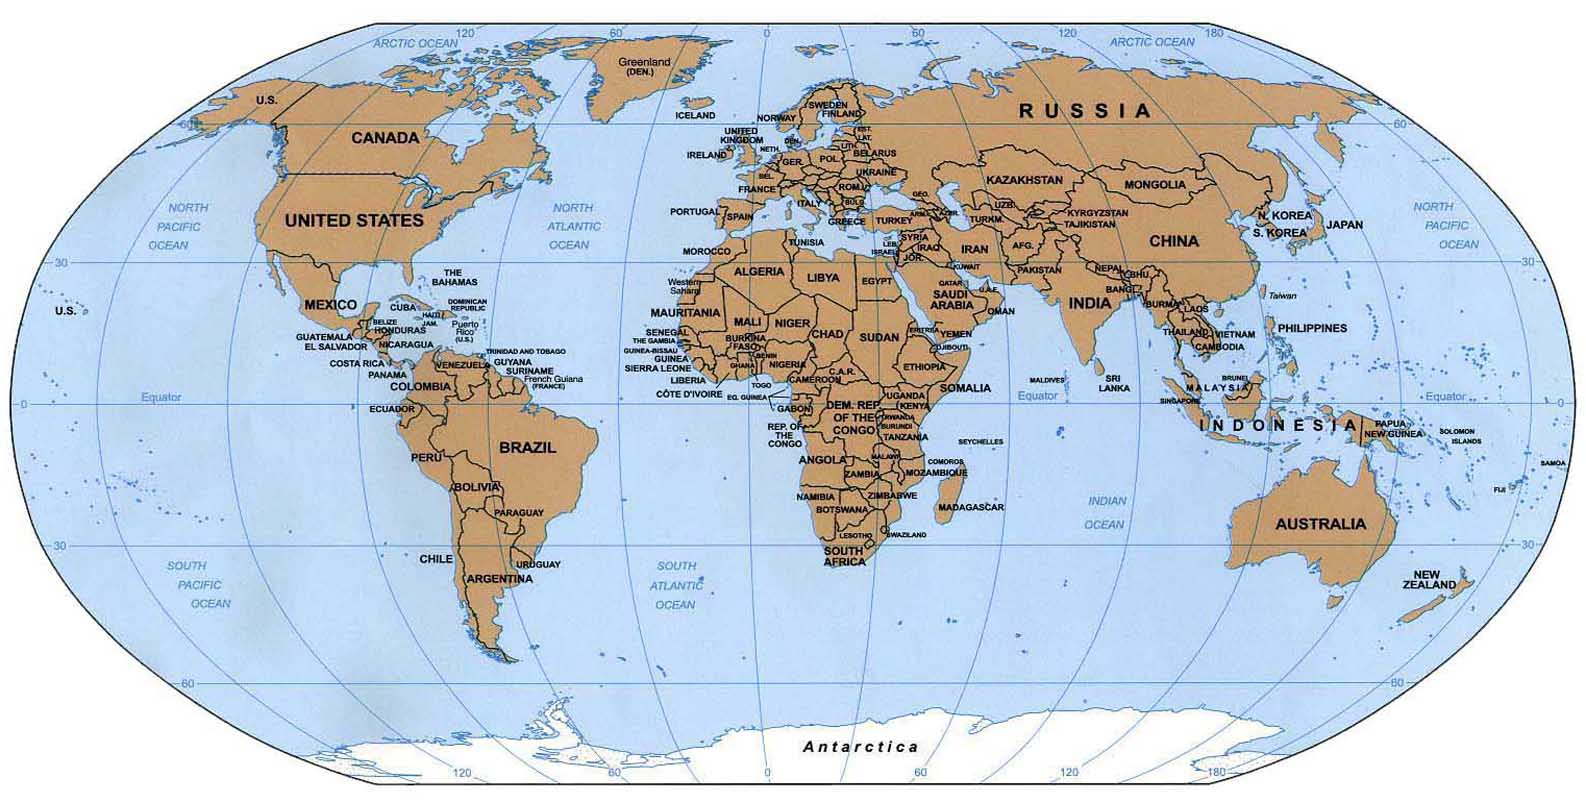 120
60
0
60
120
180
ARCTIC OCEAN
ARCTIC OCEAN
Greenland
(DEN.)
U.S.
ICELAND
NORWAY
SWEDEN
FINLAND
RUSSIA
60
60
CANADA
UNITED
KINGDOM
IRELAND
NETH.
DEN.
EST.
LAT.
LITH.
BELARUS
GER.
POL.
BEL.
UKRAINE
FRANCE
ROM.
KAZAKHSTAN
MONGOLIA
NORTH
PACIFIC
OCEAN
UNITED STATES
NORTH
ATLANTIC
OCEAN
PORTUGAL
SPAIN
ITALY
BULG.
GREECE
TURKEY
GEO.
ARM.
AZER.
UZB.
TURKM.
KYRGYZSTAN
TAJIKISTAN
CHINA
N. KOREA
S. KOREA
JAPAN
NORTH
PACIFIC
OCEAN
MOROCCO
TUNISIA
LEB.
ISRAEL
SYRIA
IRAQ
JOR.
IRAN
AFG.
KUWAIT
PAKISTAN
NEPAL
BHU.
BANG.
30
30
THE
BAHAMAS
Western
Sahara
ALGERIA
LIBYA
EGYPT
QATAR
U.A.E.
SAUDI
ARABIA
OMAN
INDIA
BURMA
LAOS
Taiwan
U.S.
MEXICO
CUBA
DOMINICAN
REPUBLIC
HAITI
JAM.
Puerto
Rico
(U.S.)
BELIZE
HONDURAS
GUATEMALA
EL SALVADOR
NICARAGUA
COSTA RICA
PANAMA
TRINIDAD AND TOBAGO
VENEZUELA
GUYANA
SURINAME
French Guiana
(FRANCE)
COLOMBIA
MAURITANIA
MALI
NIGER
CHAD
SUDAN
ERITREA
YEMEN
DJIBOUTI
SENEGAL
THE GAMBIA
GUINEA-BISSAU
GUINEA
SIERRA LEONE
LIBERIA
CÔTE D'IVOIRE
BURKINA
FASO
GHANA
BENIN
TOGO
NIGERIA
C.A.R.
CAMEROON
EQ. GUINEA
ETHIOPIA
SOMALIA
THAILAND
VIETNAM
CAMBODIA
PHILIPPINES
MALDIVES
SRI
LANKA
BRUNEI
MALAYSIA
SINGAPORE
0
Equator
Equator
Equator
0
ECUADOR
GABON
REP. OF
THE
CONGO
DEM. REP.
OF THE
CONGO
UGANDA
KENYA
RWANDA
BURUNDI
TANZANIA
INDONESIA
PAPUA
NEW GUINEA
SOLOMON
ISLANDS
SEYCHELLES
PERU
BRAZIL
ANGOLA
MALAWI
COMOROS
ZAMBIA
MOZAMBIQUE
SAMOA
BOLIVIA
NAMIBIA
ZIMBABWE
BOTSWANA
MADAGASCAR
FIJI
PARAGUAY
INDIAN
OCEAN
AUSTRALIA
LESOTHO
SWAZILAND
SOUTH
AFRICA
30
30
CHILE
URUGUAY
ARGENTINA
SOUTH
PACIFIC
OCEAN
SOUTH
ATLANTIC
OCEAN
NEW
ZEALAND
60
60
Antarctica
120
60
0
60
120
180